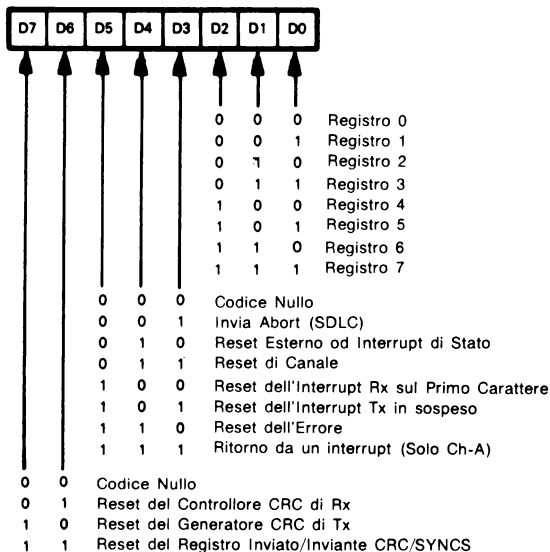 D7 D6 D5 D4 D3 D2 D1 D0
0 0 0 Registro 0
0 0 1 Registro 1
0 1 0 Registro 2
0 1 1 Registro 3
1 0 0 Registro 4
1 0 1 Registro 5
1 1 0 Registro 6
1 1 1 Registro 7
0 0 0 Codice Nullo
0 0 1 Invia Abort (SDLC)
0 1 0 Reset Esterno od Interrupt di Stato
0 1 1 Reset di Canale
1 0 0 Reset dell'Interrupt Rx sul Primo Carattere
1 0 1 Reset dell'Interrupt Tx in sospeso
1 1 0 Reset dell'Errore
1 1 1 Ritorno da un interrupt (Solo Ch-A)
0 0 Codice Nullo
0 1 Reset del Controllore CRC di Rx
1 0 Reset del Generatore CRC di Tx
1 1 Reset del Registro Inviato/Inviante CRC/SYNCS